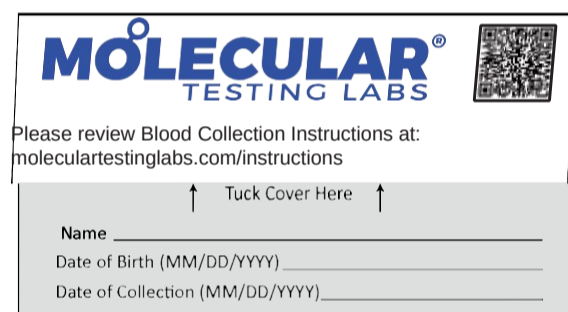 MOLECULAR®
TESTING LABS
Please review Blood Collection Instructions at:
moleculartestinglabs.com/instructions
↑ Tuck Cover Here ↑
Name
Date of Birth (MM/DD/YYYY)
Date of Collection (MM/DD/YYYY)